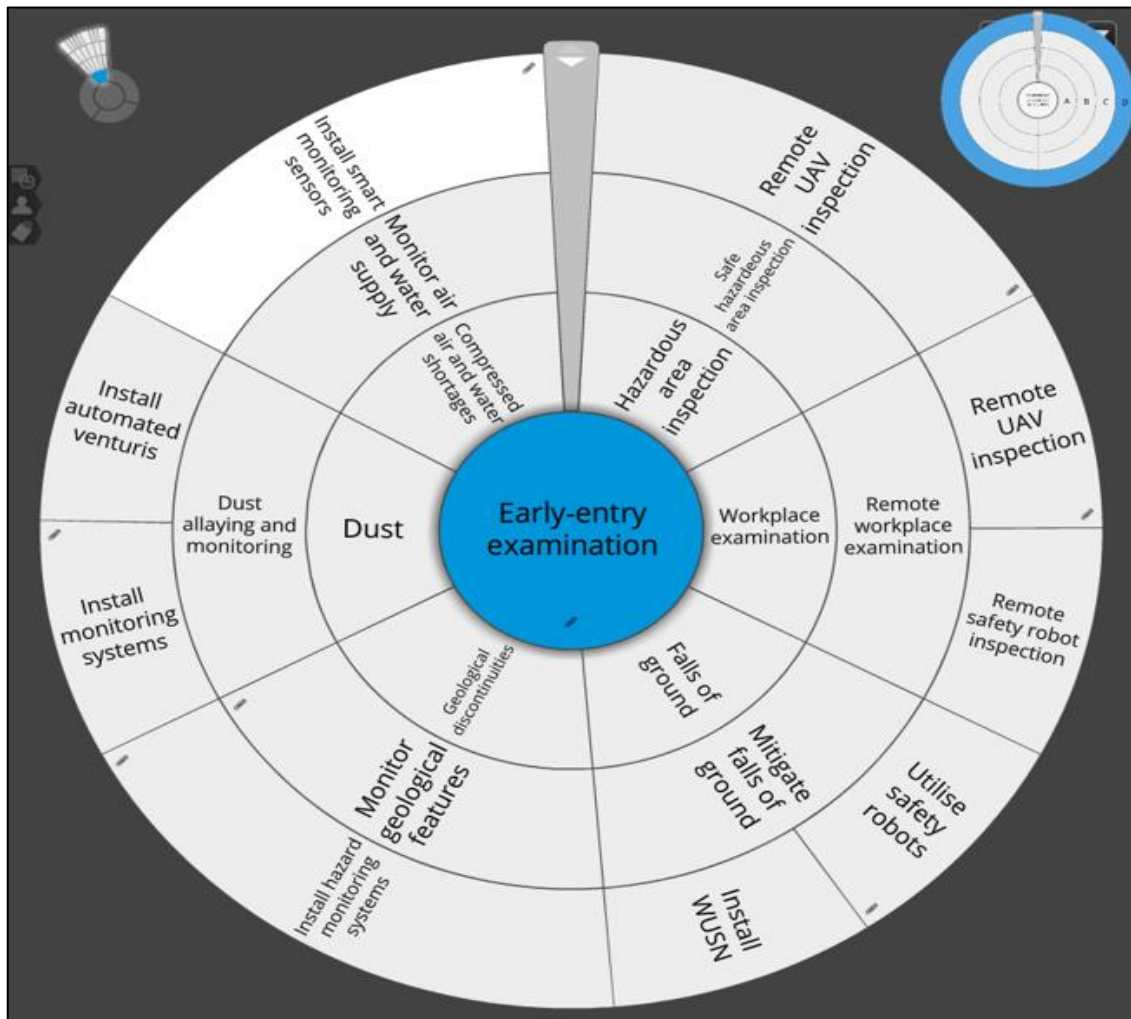 Early-entry
examination
Hazardous
area
inspection
Safe
hazardeous
area inspection
Remote
UAV
inspection
Workplace
examination
Remote
workplace
examination
Remote
UAV
inspection
Remote
safety robot
inspection
Falls of
ground
Mitigate
falls of
ground
Utilise
safety
robots
Install
WUSN
Geological
discontinuities
Monitor
geological
features
Install hazard
monitoring
systems
Dust
Dust
allaying and
monitoring
Install
monitoring
systems
Install
automated
venturis
Compressed
air and water
shortages
Monitor air
and water
supply
Install smart
monitoring
sensors
A B C D